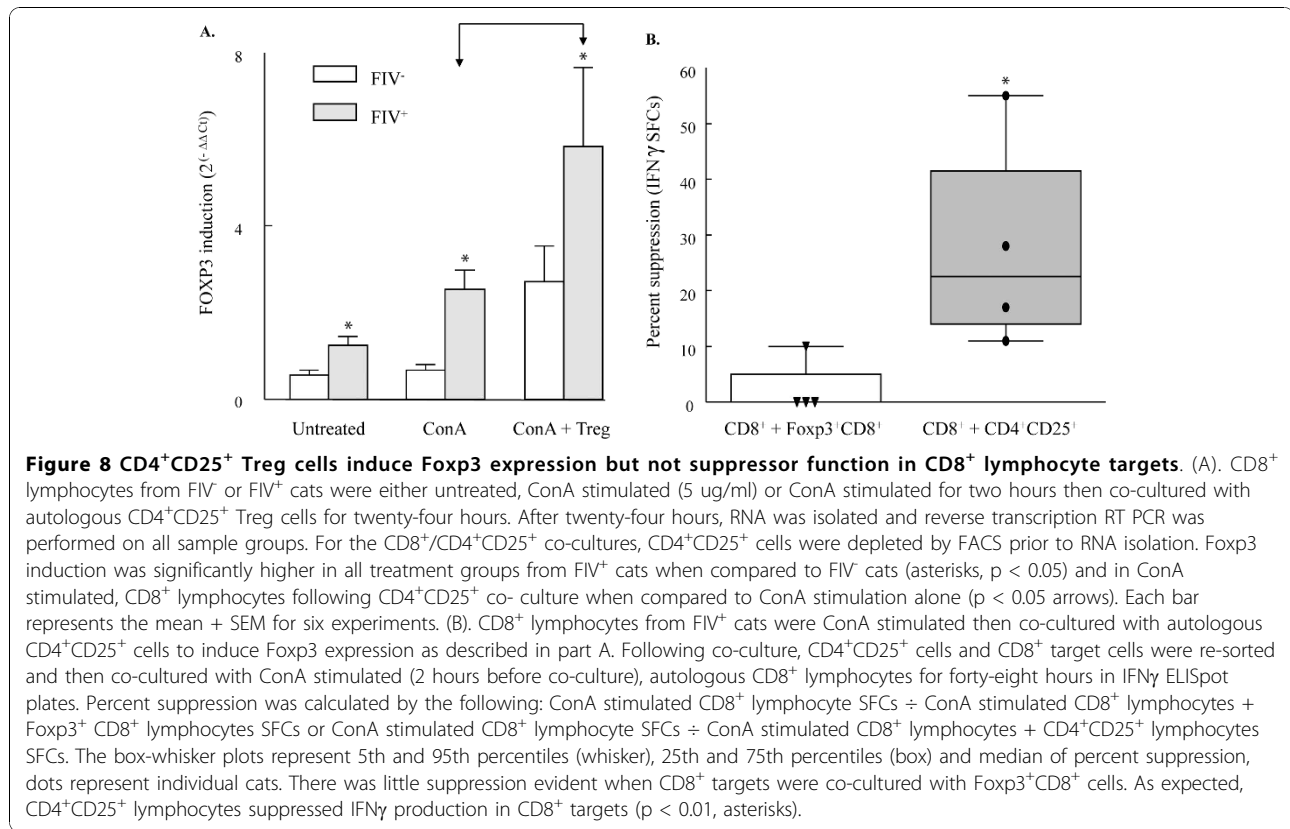 A.
8
4
0
FOXP3 induction (2^(-ΔΔCt))
FIV⁻
FIV⁺
*
*
*
Untreated ConA ConA + Treg
B.
60
50
40
30
20
10
0
Percent suppression (IFN γ SFCs)
*
CD8⁺ + Foxp3⁺CD8⁺ CD8⁺ + CD4⁺CD25⁺
Figure 8 CD4⁺CD25⁺ Treg cells induce Foxp3 expression but not suppressor function in CD8⁺ lymphocyte targets. (A). CD8⁺
lymphocytes from FIV⁻ or FIV⁺ cats were either untreated, ConA stimulated (5 ug/ml) or ConA stimulated for two hours then co-cultured with
autologous CD4⁺CD25⁺ Treg cells for twenty-four hours. After twenty-four hours, RNA was isolated and reverse transcription RT PCR was
performed on all sample groups. For the CD8⁺/CD4⁺CD25⁺ co-cultures, CD4⁺CD25⁺ cells were depleted by FACS prior to RNA isolation. Foxp3
induction was significantly higher in all treatment groups from FIV⁺ cats when compared to FIV⁻ cats (asterisks, p < 0.05) and in ConA
stimulated, CD8⁺ lymphocytes following CD4⁺CD25⁺ co- culture when compared to ConA stimulation alone (p < 0.05 arrows). Each bar
represents the mean + SEM for six experiments. (B). CD8⁺ lymphocytes from FIV⁺ cats were ConA stimulated then co-cultured with autologous
CD4⁺CD25⁺ cells to induce Foxp3 expression as described in part A. Following co-culture, CD4⁺CD25⁺ cells and CD8⁺ target cells were re-sorted
and then co-cultured with ConA stimulated (2 hours before co-culture), autologous CD8⁺ lymphocytes for forty-eight hours in IFNγ ELISpot
plates. Percent suppression was calculated by the following: ConA stimulated CD8⁺ lymphocyte SFCs ÷ ConA stimulated CD8⁺ lymphocytes +
Foxp3⁺ CD8⁺ lymphocytes SFCs or ConA stimulated CD8⁺ lymphocyte SFCs ÷ ConA stimulated CD8⁺ lymphocytes + CD4⁺CD25⁺ lymphocytes
SFCs. The box-whisker plots represent 5th and 95th percentiles (whisker), 25th and 75th percentiles (box) and median of percent suppression,
dots represent individual cats. There was little suppression evident when CD8⁺ targets were co-cultured with Foxp3⁺CD8⁺ cells. As expected,
CD4⁺CD25⁺ lymphocytes suppressed IFNγ production in CD8⁺ targets (p < 0.01, asterisks).